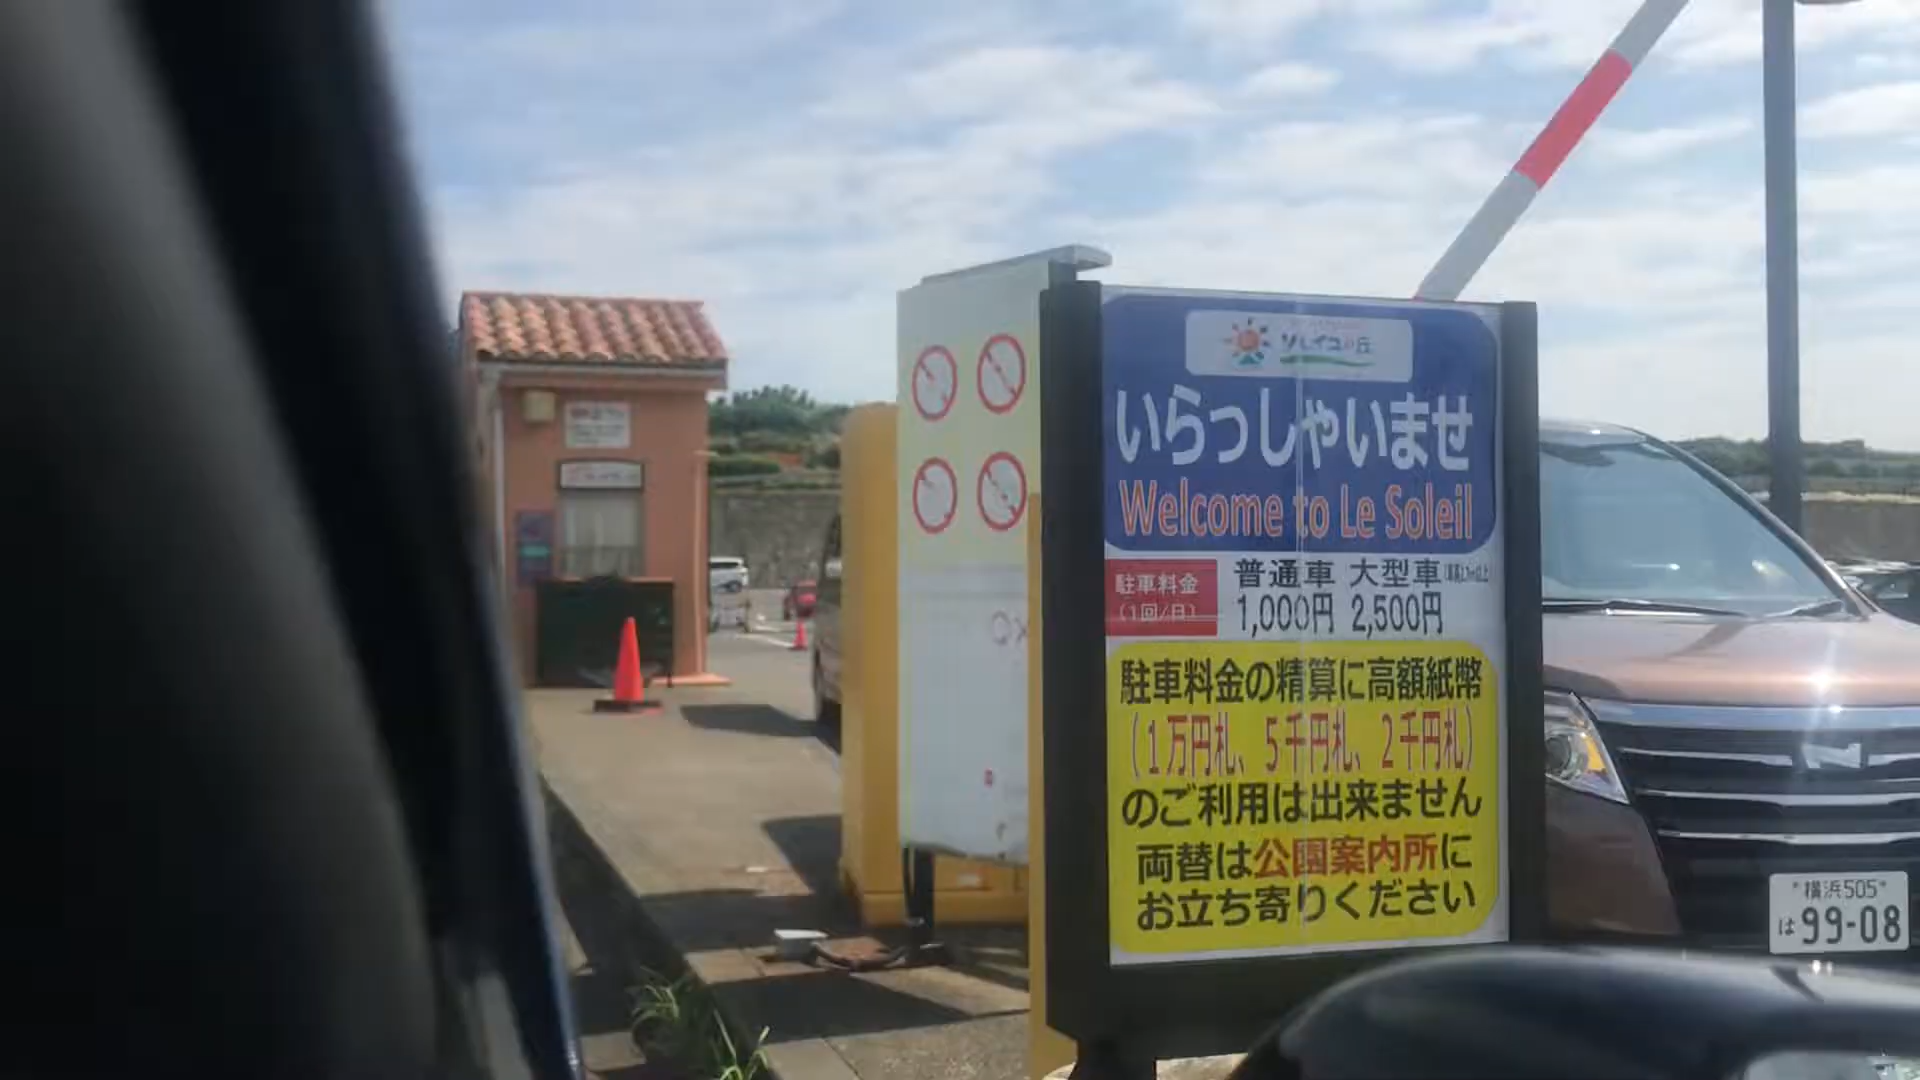 ソレイユの丘
いらっしゃいませ
Welcome to Le Soleil
駐車料金
(1回/日)
普通車 大型車
1,000円 2,500円
駐車料金の精算に高額紙幣
(1万円札、5千円札、2千円札)
のご利用は出来ません
両替は公園案内所に
お立ち寄りください
横浜 505
は 99-08